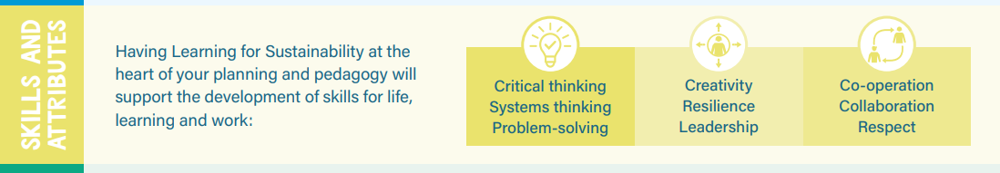 SKILLS AND
ATTRIBUTES
Having Learning for Sustainability at the
heart of your planning and pedagogy will
support the development of skills for life,
learning and work:
Critical thinking
Systems thinking
Problem-solving
Creativity
Resilience
Leadership
Co-operation
Collaboration
Respect